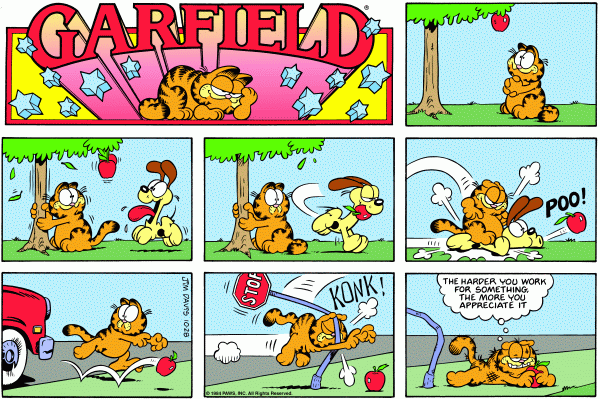 GARFIELD
®
POO!
JIM DAVIS 10·28
STOP
KONK!
© 1984 PAWS, INC. All Rights Reserved.
THE HARDER YOU WORK
FOR SOMETHING,
THE MORE YOU
APPRECIATE IT